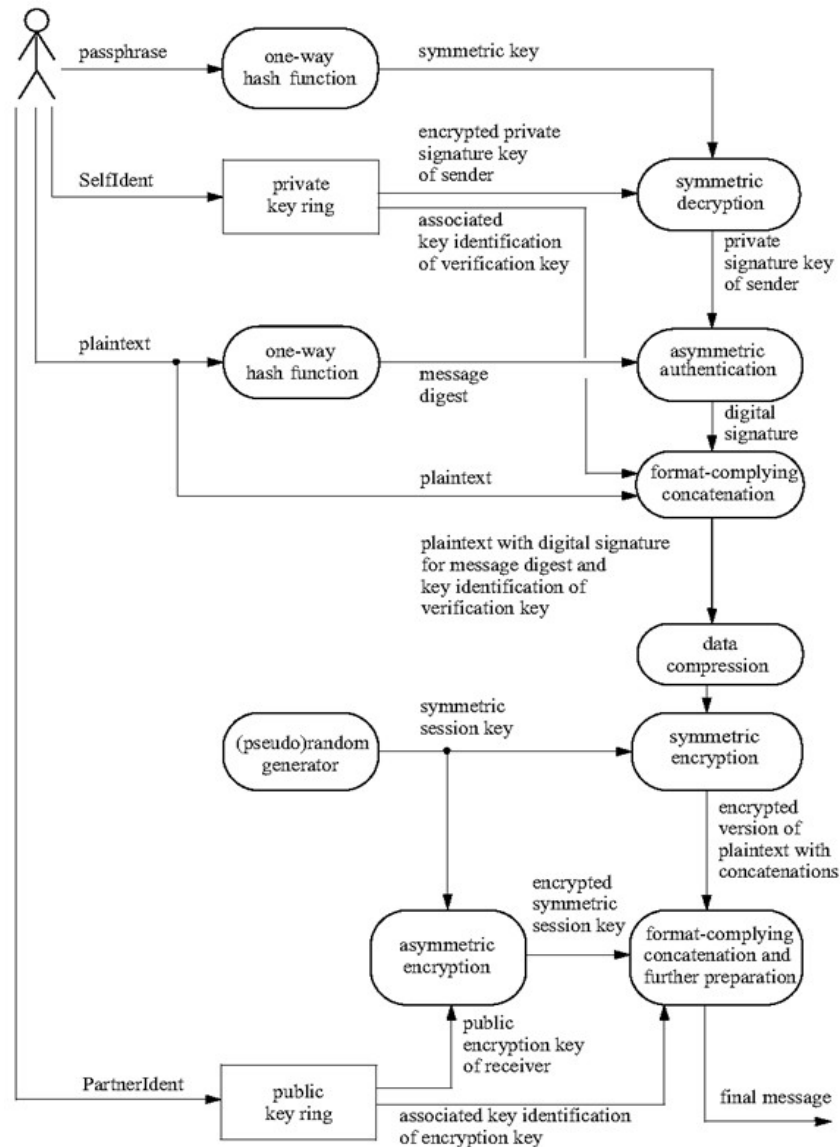 passphrase
one-way
hash function
symmetric key
SelfIdent
private
key ring
encrypted private
signature key
of sender
associated
key identification
of verification key
symmetric
decryption
private
signature key
of sender
plaintext
one-way
hash function
message
digest
asymmetric
authentication
digital
signature
plaintext
format-complying
concatenation
plaintext with digital signature
for message digest and
key identification of
verification key
data
compression
(pseudo)random
generator
symmetric
session key
symmetric
encryption
encrypted
version of
plaintext with
concatenations
asymmetric
encryption
encrypted
symmetric
session key
format-complying
concatenation and
further preparation
public
encryption key
of receiver
PartnerIdent
public
key ring
associated key identification
of encryption key
final message